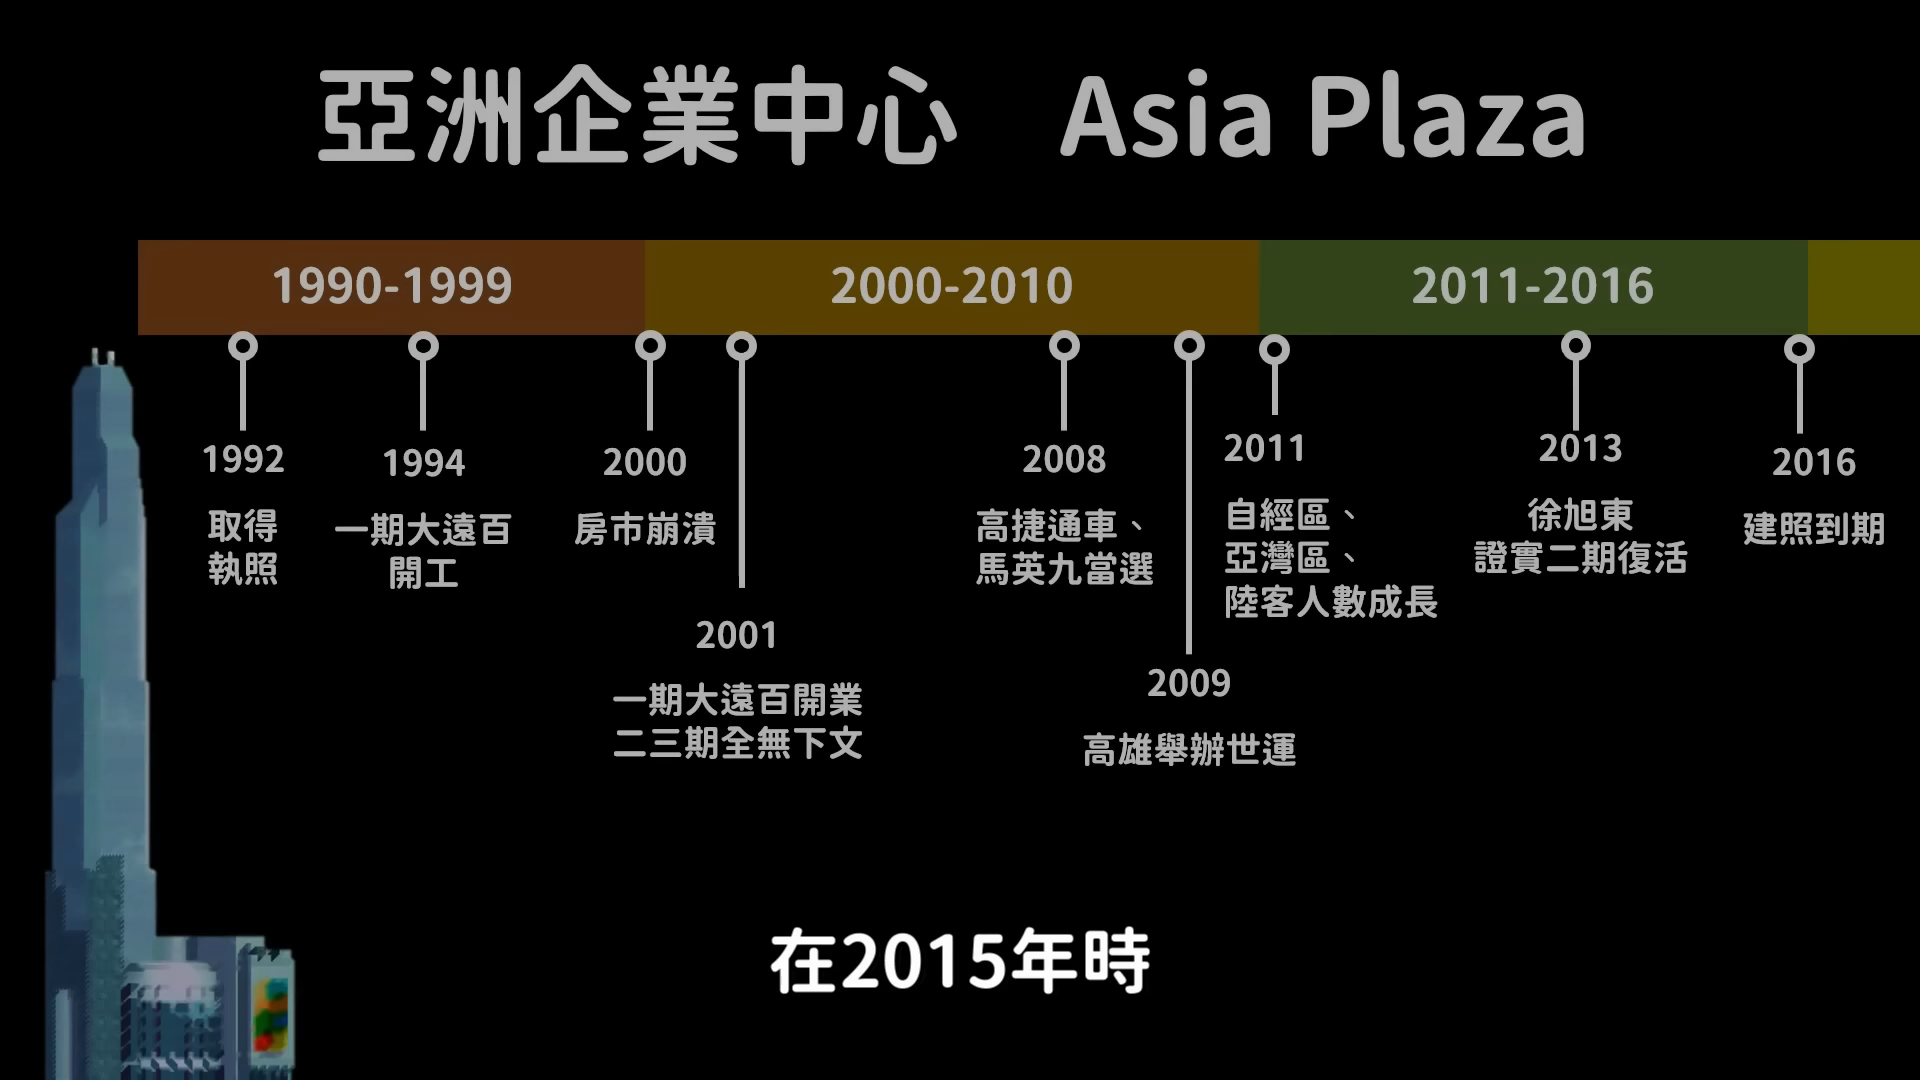 亞洲企業中心 Asia Plaza
1990-1999
2000-2010
2011-2016
1992
取得
執照
1994
一期大遠百
開工
2000
房市崩潰
2001
一期大遠百開業
二三期全無下文
2008
高捷通車、
馬英九當選
2009
高雄舉辦世運
2011
自經區、
亞灣區、
陸客人數成長
2013
徐旭東
證實二期復活
2016
建照到期
在2015年時